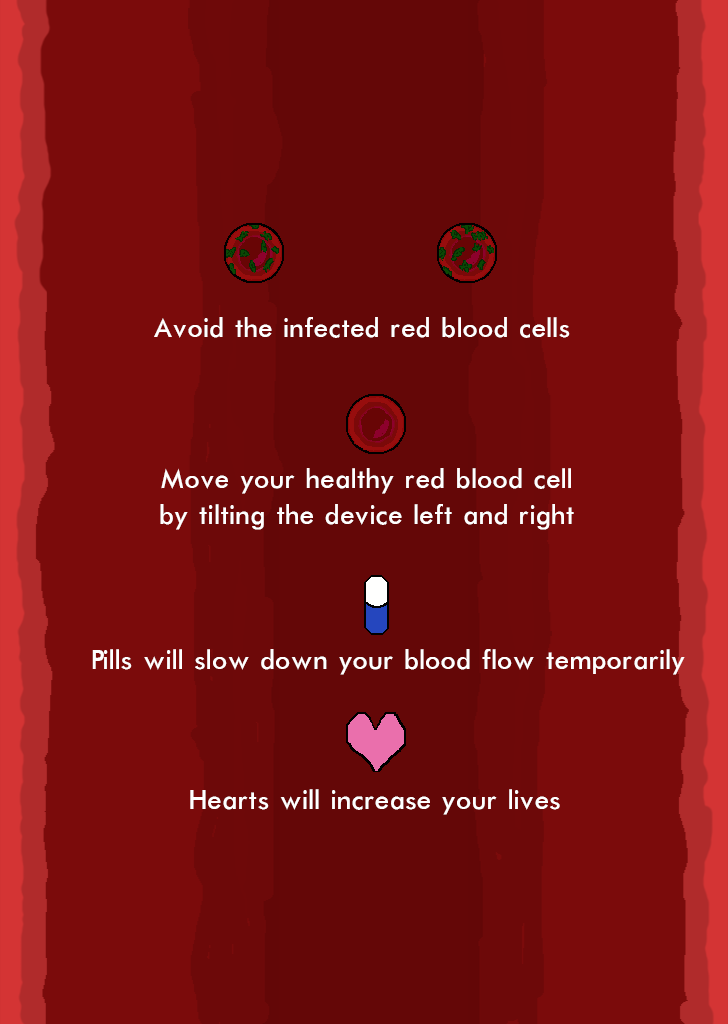 Avoid the infected red blood cells
Move your healthy red blood cell
by tilting the device left and right
Pills will slow down your blood flow temporarily
Hearts will increase your lives